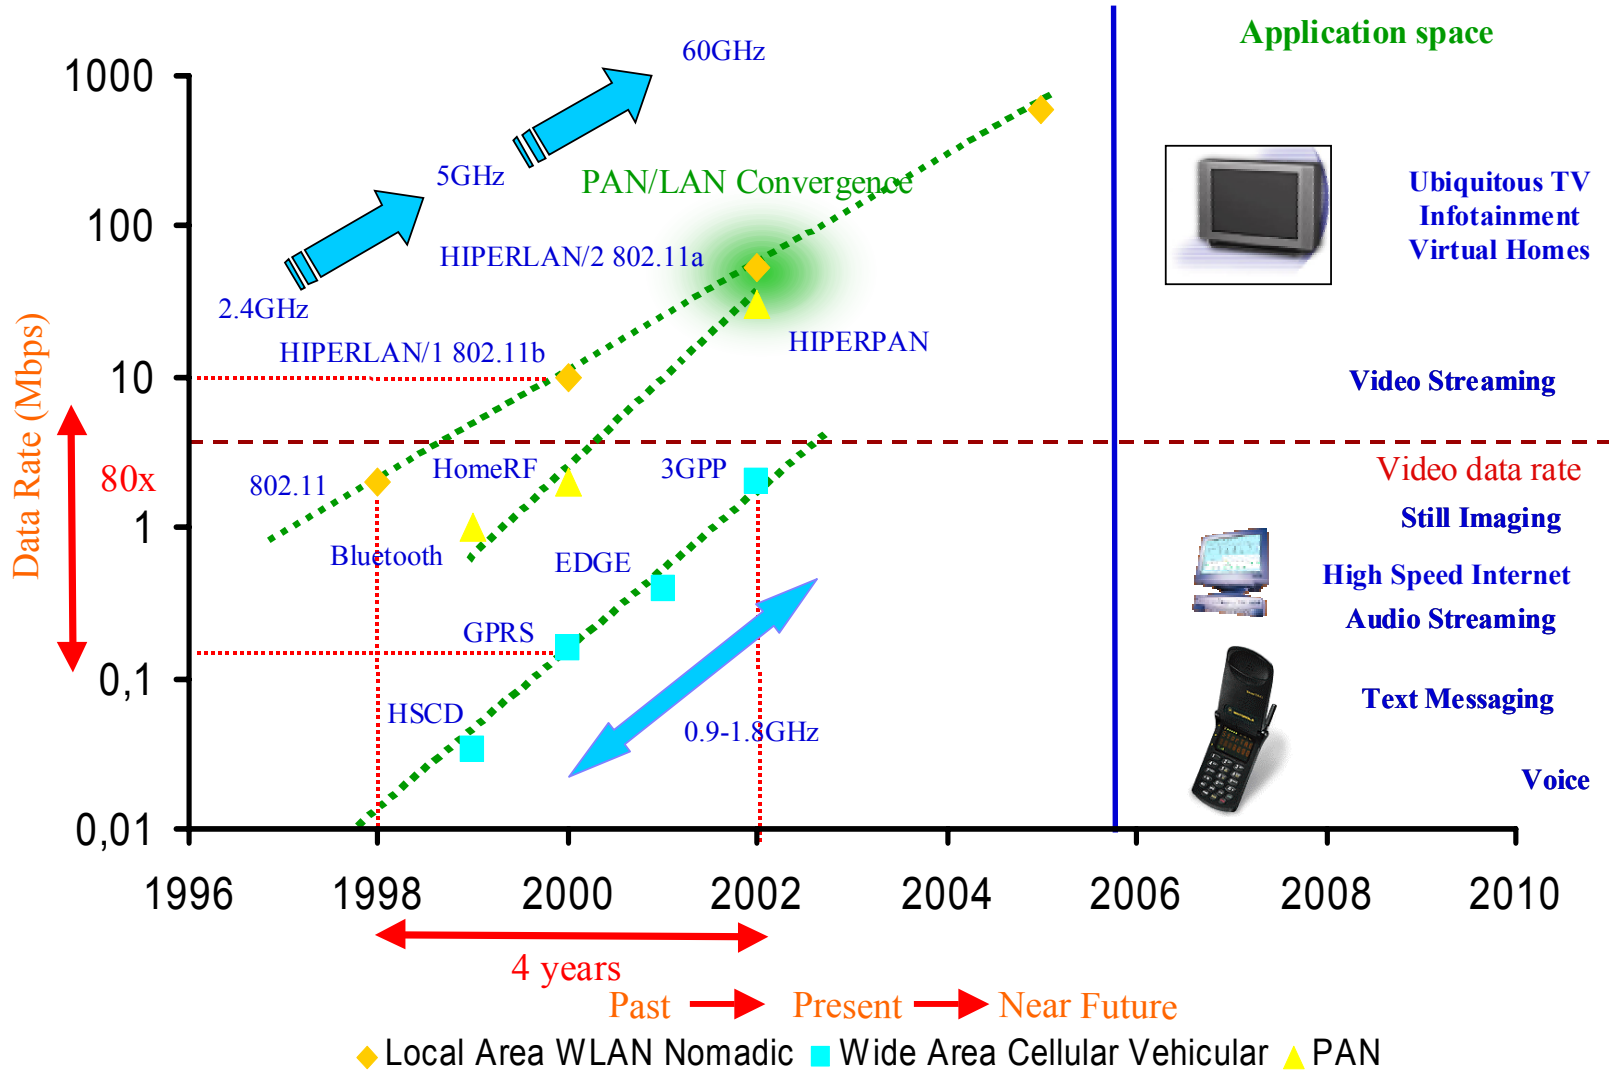 60GHz
Application space
1000
5GHz
PAN/LAN Convergence
Ubiquitous TV
Infotainment
Virtual Homes
100
HIPERLAN/2 802.11a
2.4GHz
HIPERPAN
HIPERLAN/1 802.11b
10
Video Streaming
Data Rate (Mbps)
80x
802.11
HomeRF
3GPP
Video data rate
1
Still Imaging
Bluetooth
EDGE
High Speed Internet
GPRS
Audio Streaming
0,1
HSCD
Text Messaging
0.9-1.8GHz
Voice
0,01
1996 1998 2000 2002 2004 2006 2008 2010
4 years
Past Present Near Future
Local Area WLAN Nomadic Wide Area Cellular Vehicular PAN